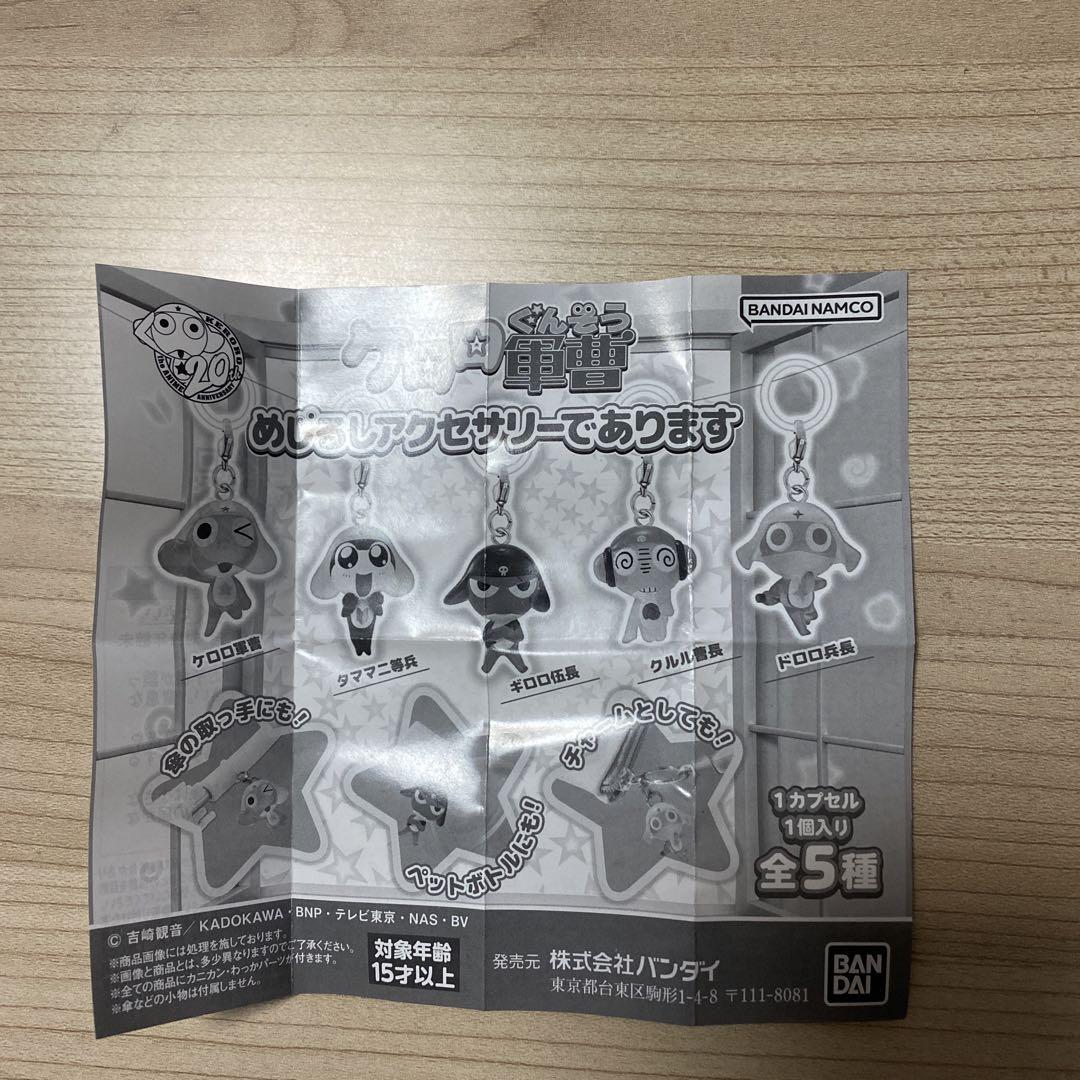 KERORO
the ANIME
20
ANNIVERSARY
BANDAI NAMCO
ケロロ軍曹
ぐんそう
めじるしアクセサリーであります
ケロロ軍曹
タママ二等兵
ギロロ伍長
クルル曹長
ドロロ兵長
傘の取っ手にも!
ペットボトルにも!
チャームとしても!
1カプセル
1個入り
全5種
© 吉崎観音/KADOKAWA・BNP・テレビ東京・NAS・BV
※商品画像には処理を施しております。
※画像と商品とは、多少異なりますのでご了承ください。
※全ての商品にカニカン・わっかパーツが付きます。
※傘などの小物は付属しません。
対象年齢
15才以上
発売元 株式会社バンダイ
東京都台東区駒形1-4-8 〒111-8081
BAN
DAI